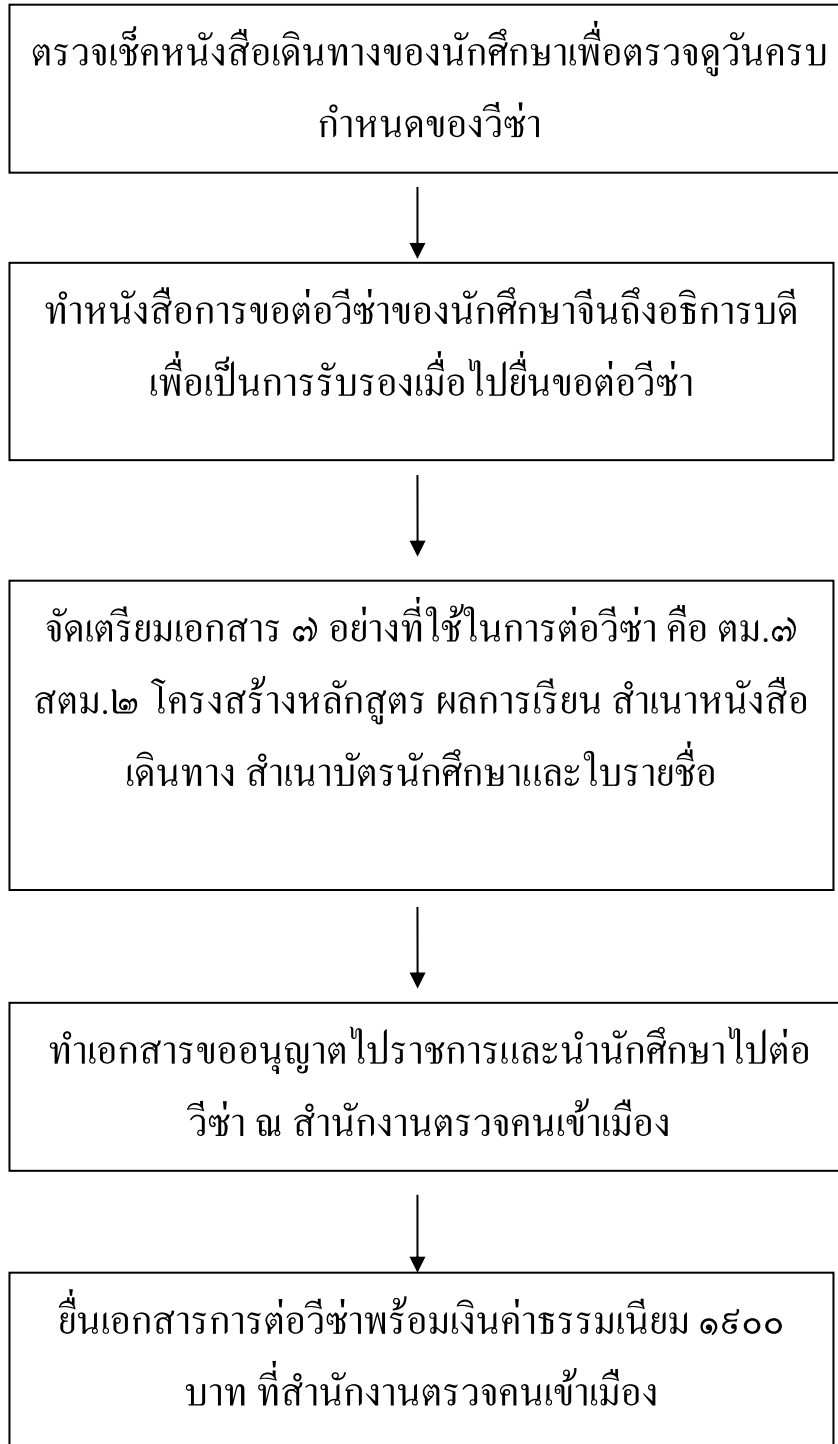 ตรวจเช็คหนังสือเดินทางของนักศึกษาเพื่อตรวจดูวันครบ
กำหนดของวีซ่า
ทำหนังสือการขอต่อวีซ่าของนักศึกษาจีนถึงอธิการบดี
เพื่อเป็นการรับรองเมื่อไปยื่นขอต่อวีซ่า
จัดเตรียมเอกสาร ๗ อย่างที่ใช้ในการต่อวีซ่า คือ ตม.๗
สตม.๒ โครงสร้างหลักสูตร ผลการเรียน สำเนาหนังสือ
เดินทาง สำเนาบัตรนักศึกษาและใบรายชื่อ
ทำเอกสารขออนุญาตไปราชการและนำนักศึกษาไปต่อ
วีซ่า ณ สำนักงานตรวจคนเข้าเมือง
ยื่นเอกสารการต่อวีซ่าพร้อมเงินค่าธรรมเนียม ๑๙๐๐
บาท ที่สำนักงานตรวจคนเข้าเมือง